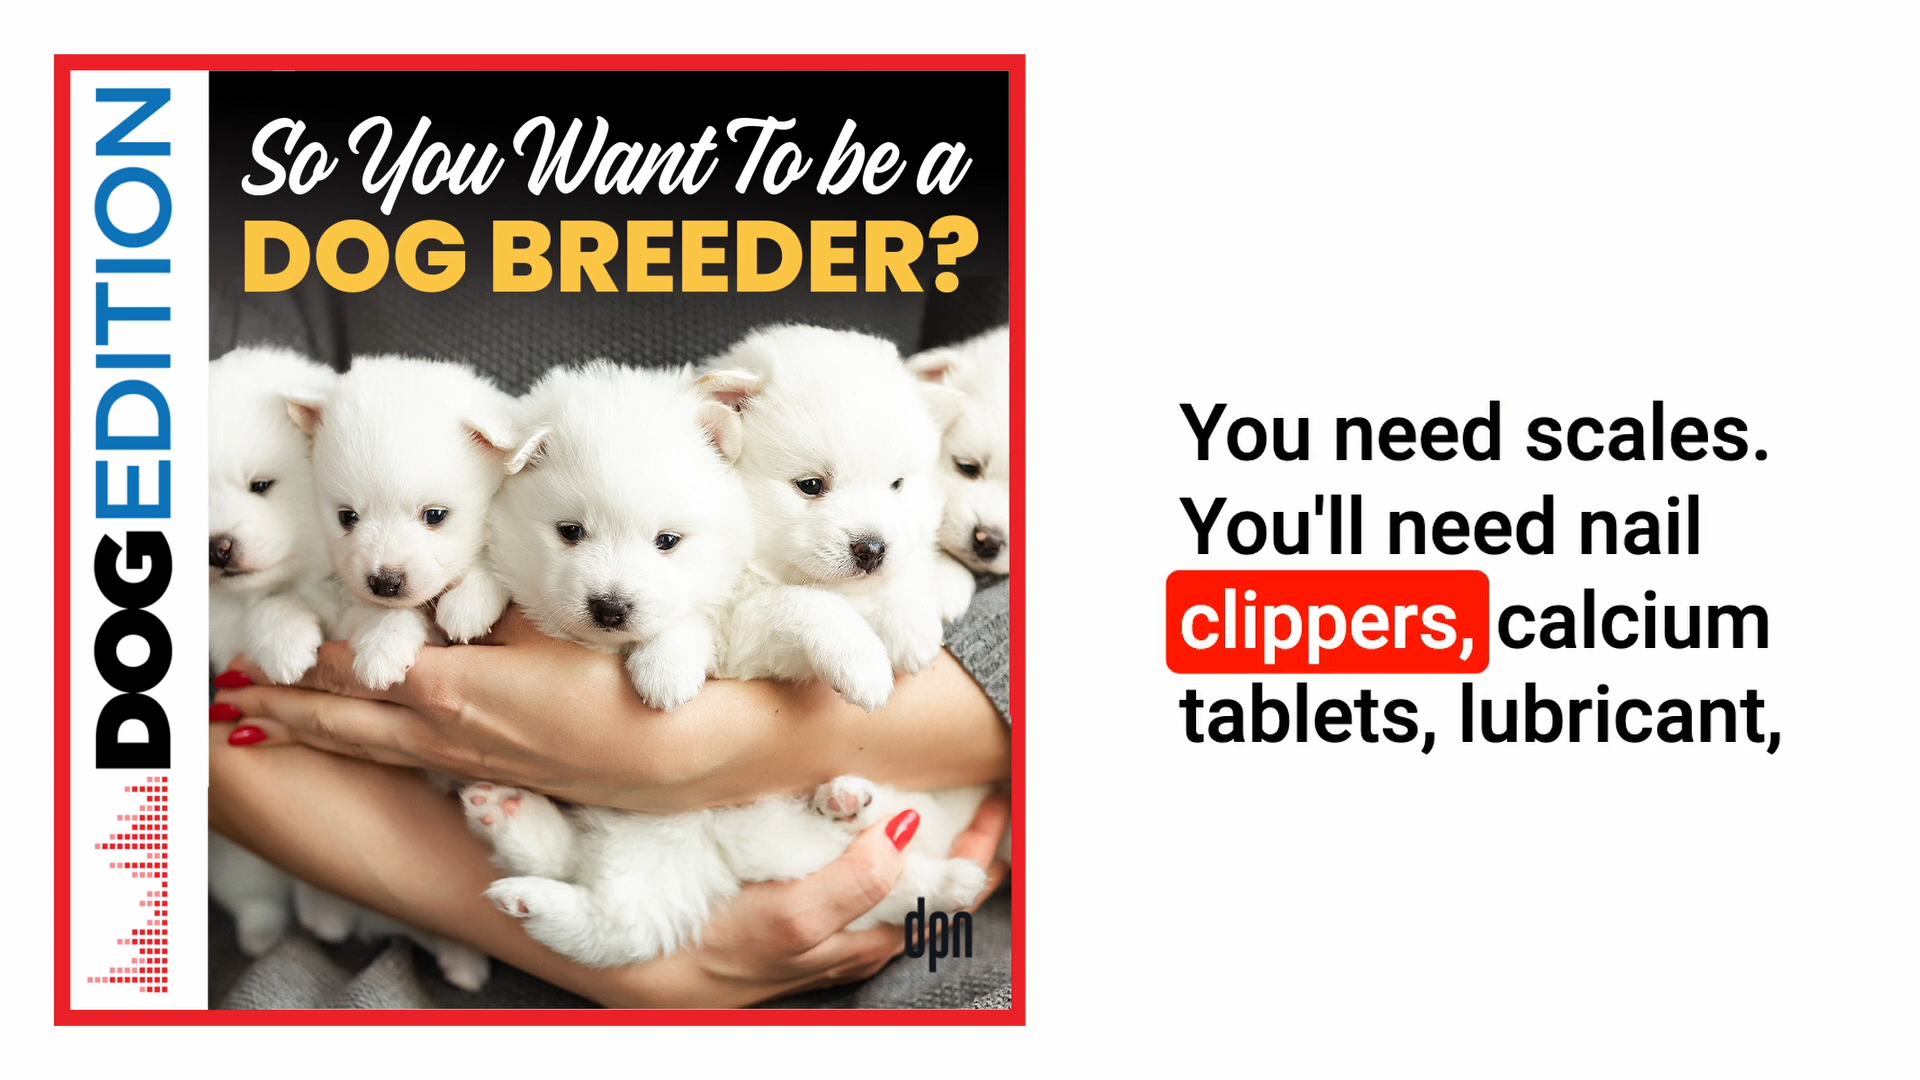 DOGEDITION
So You Want To be a
DOG BREEDER?
dpn
You need scales.
You'll need nail
clippers, calcium
tablets, lubricant,